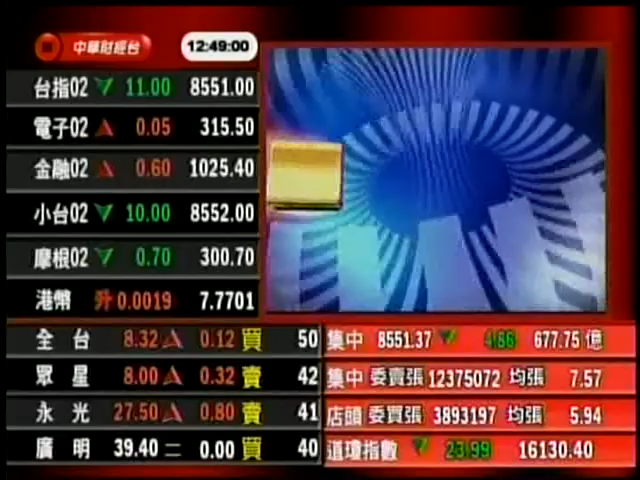 中華財經台 12:49:00
台指02 ▽ 11.00 8551.00
電子02 △ 0.05 315.50
金融02 △ 0.60 1025.40
小台02 ▽ 10.00 8552.00
摩根02 ▽ 0.70 300.70
港幣 升 0.0019 7.7701
全台 8.32 △ 0.12 買 50
眾星 8.00 △ 0.32 賣 42
永光 27.50 △ 0.80 賣 41
廣明 39.40 二 0.00 買 40
集中 8551.37 ▽ 4.86 677.75 億
集中 委賣張 12375072 均張 7.57
店頭 委買張 3893197 均張 5.94
道瓊指數 ▽ 23.99 16130.40